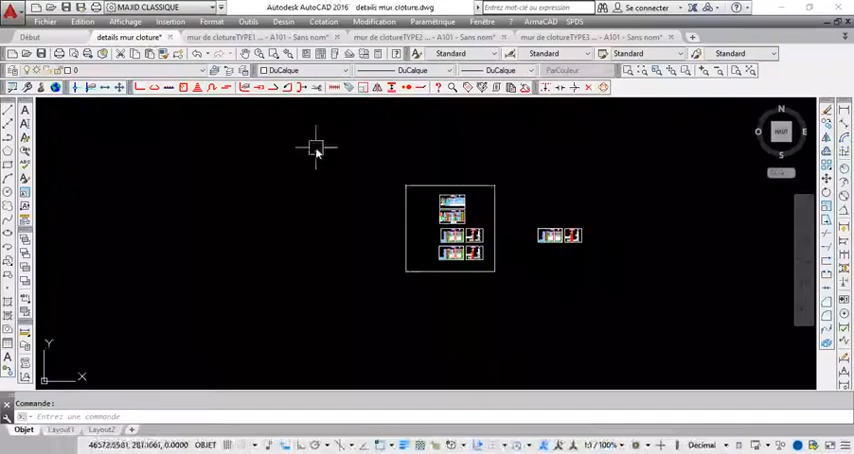 MAJID CLASSIQUE
Autodesk AutoCAD 2016 details mur cloture.dwg
Entrez mot-clé ou expression
Se connecter
Fichier Edition Affichage Insertion Format Outils Dessin Cotation Modification Paramétrique Fenêtre ? ArmaCAD SPDS
Début details mur cloture* mur de clotureTYPE1 ... - A101 - Sans nom* mur de clotureTYPE2 ... - A101 - Sans nom* mur de clotureTYPE3 ... - A101 - Sans nom*
Standard Standard Standard Standard
0 DuCalque DuCalque DuCalque ParCouleur
N
O HAUT E
S
Y
X
Commande:
Entrez une commande
Objet Layout1 Layout2 +
OBJET 1:1/100% Décimal